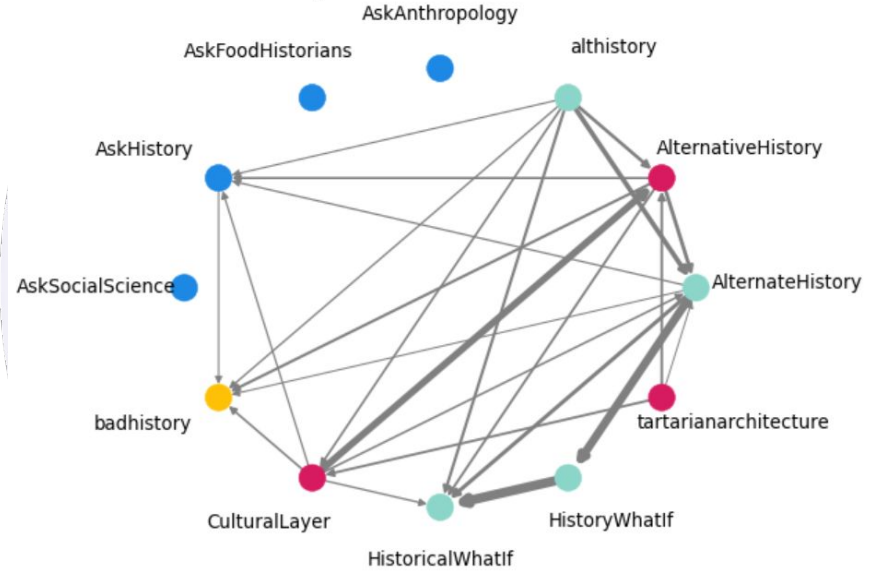 AskAnthropology
AskFoodHistorians
althistory
AskHistory
AlternativeHistory
AskSocialScience
AlternateHistory
badhistory
tartarianarchitecture
CulturalLayer
HistoryWhatIf
HistoricalWhatIf